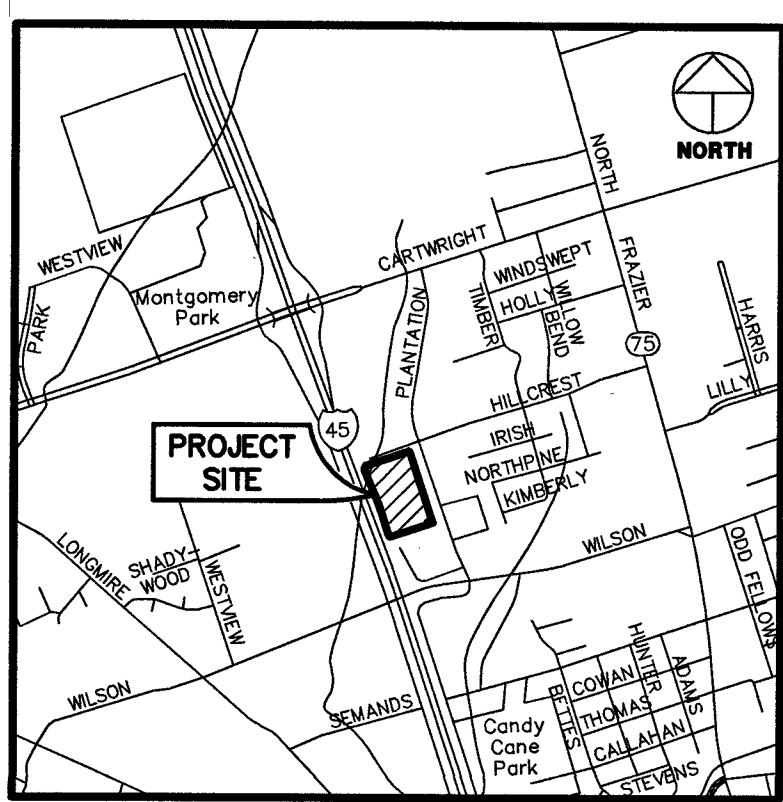 NORTH
NORTH
CARTWRIGHT
WINDSWEPT
WESTVIEW
Montgomery
Park
PARK
PLANTATION
TIMBER
HOLLY
WILLOW
BEND
FRAZIER
75
HARRIS
LILLY
HILLCREST
45
IRISH
NORTHPINE
KIMBERLY
PROJECT
SITE
WILSON
ODD FELLOWS
LONGMIRE
SHADY
WOOD
WESTVIEW
WILSON
SEMANDS
Candy
Cane
Park
BETTES
COWAN
HUNTER
ADAMS
THOMAS
CALLAHAN
STEVENS